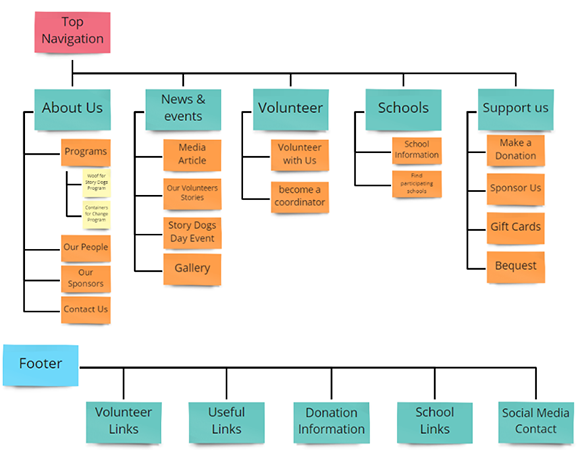 Top
Navigation
About Us
News &
events
Volunteer
Schools
Support us
Programs
Woof for
Story Dogs
Program
Containers
for Change
Program
Our People
Our
Sponsors
Contact Us
Media
Article
Our Volunteers
Stories
Story Dogs
Day Event
Gallery
Volunteer
with Us
become a
coordinator
School
Information
Find
participating
schools
Make a
Donation
Sponsor Us
Gift Cards
Bequest
Footer
Volunteer
Links
Useful
Links
Donation
Information
School
Links
Social Media
Contact